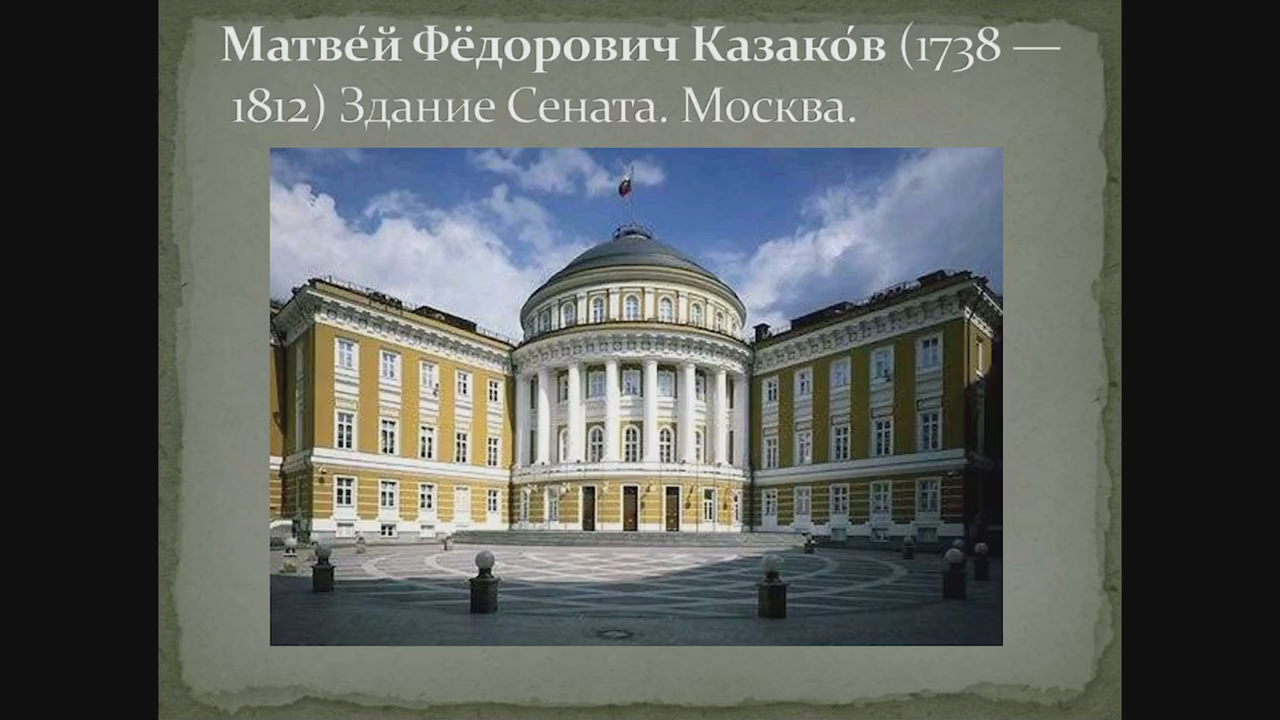 Матве́й Фёдорович Казако́в (1738 —
1812) Здание Сената. Москва.